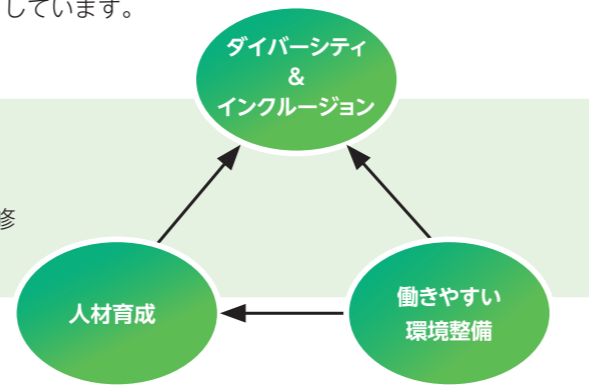 しています。
ダイバーシティ
&
インクルージョン
修
人材育成
働きやすい
環境整備